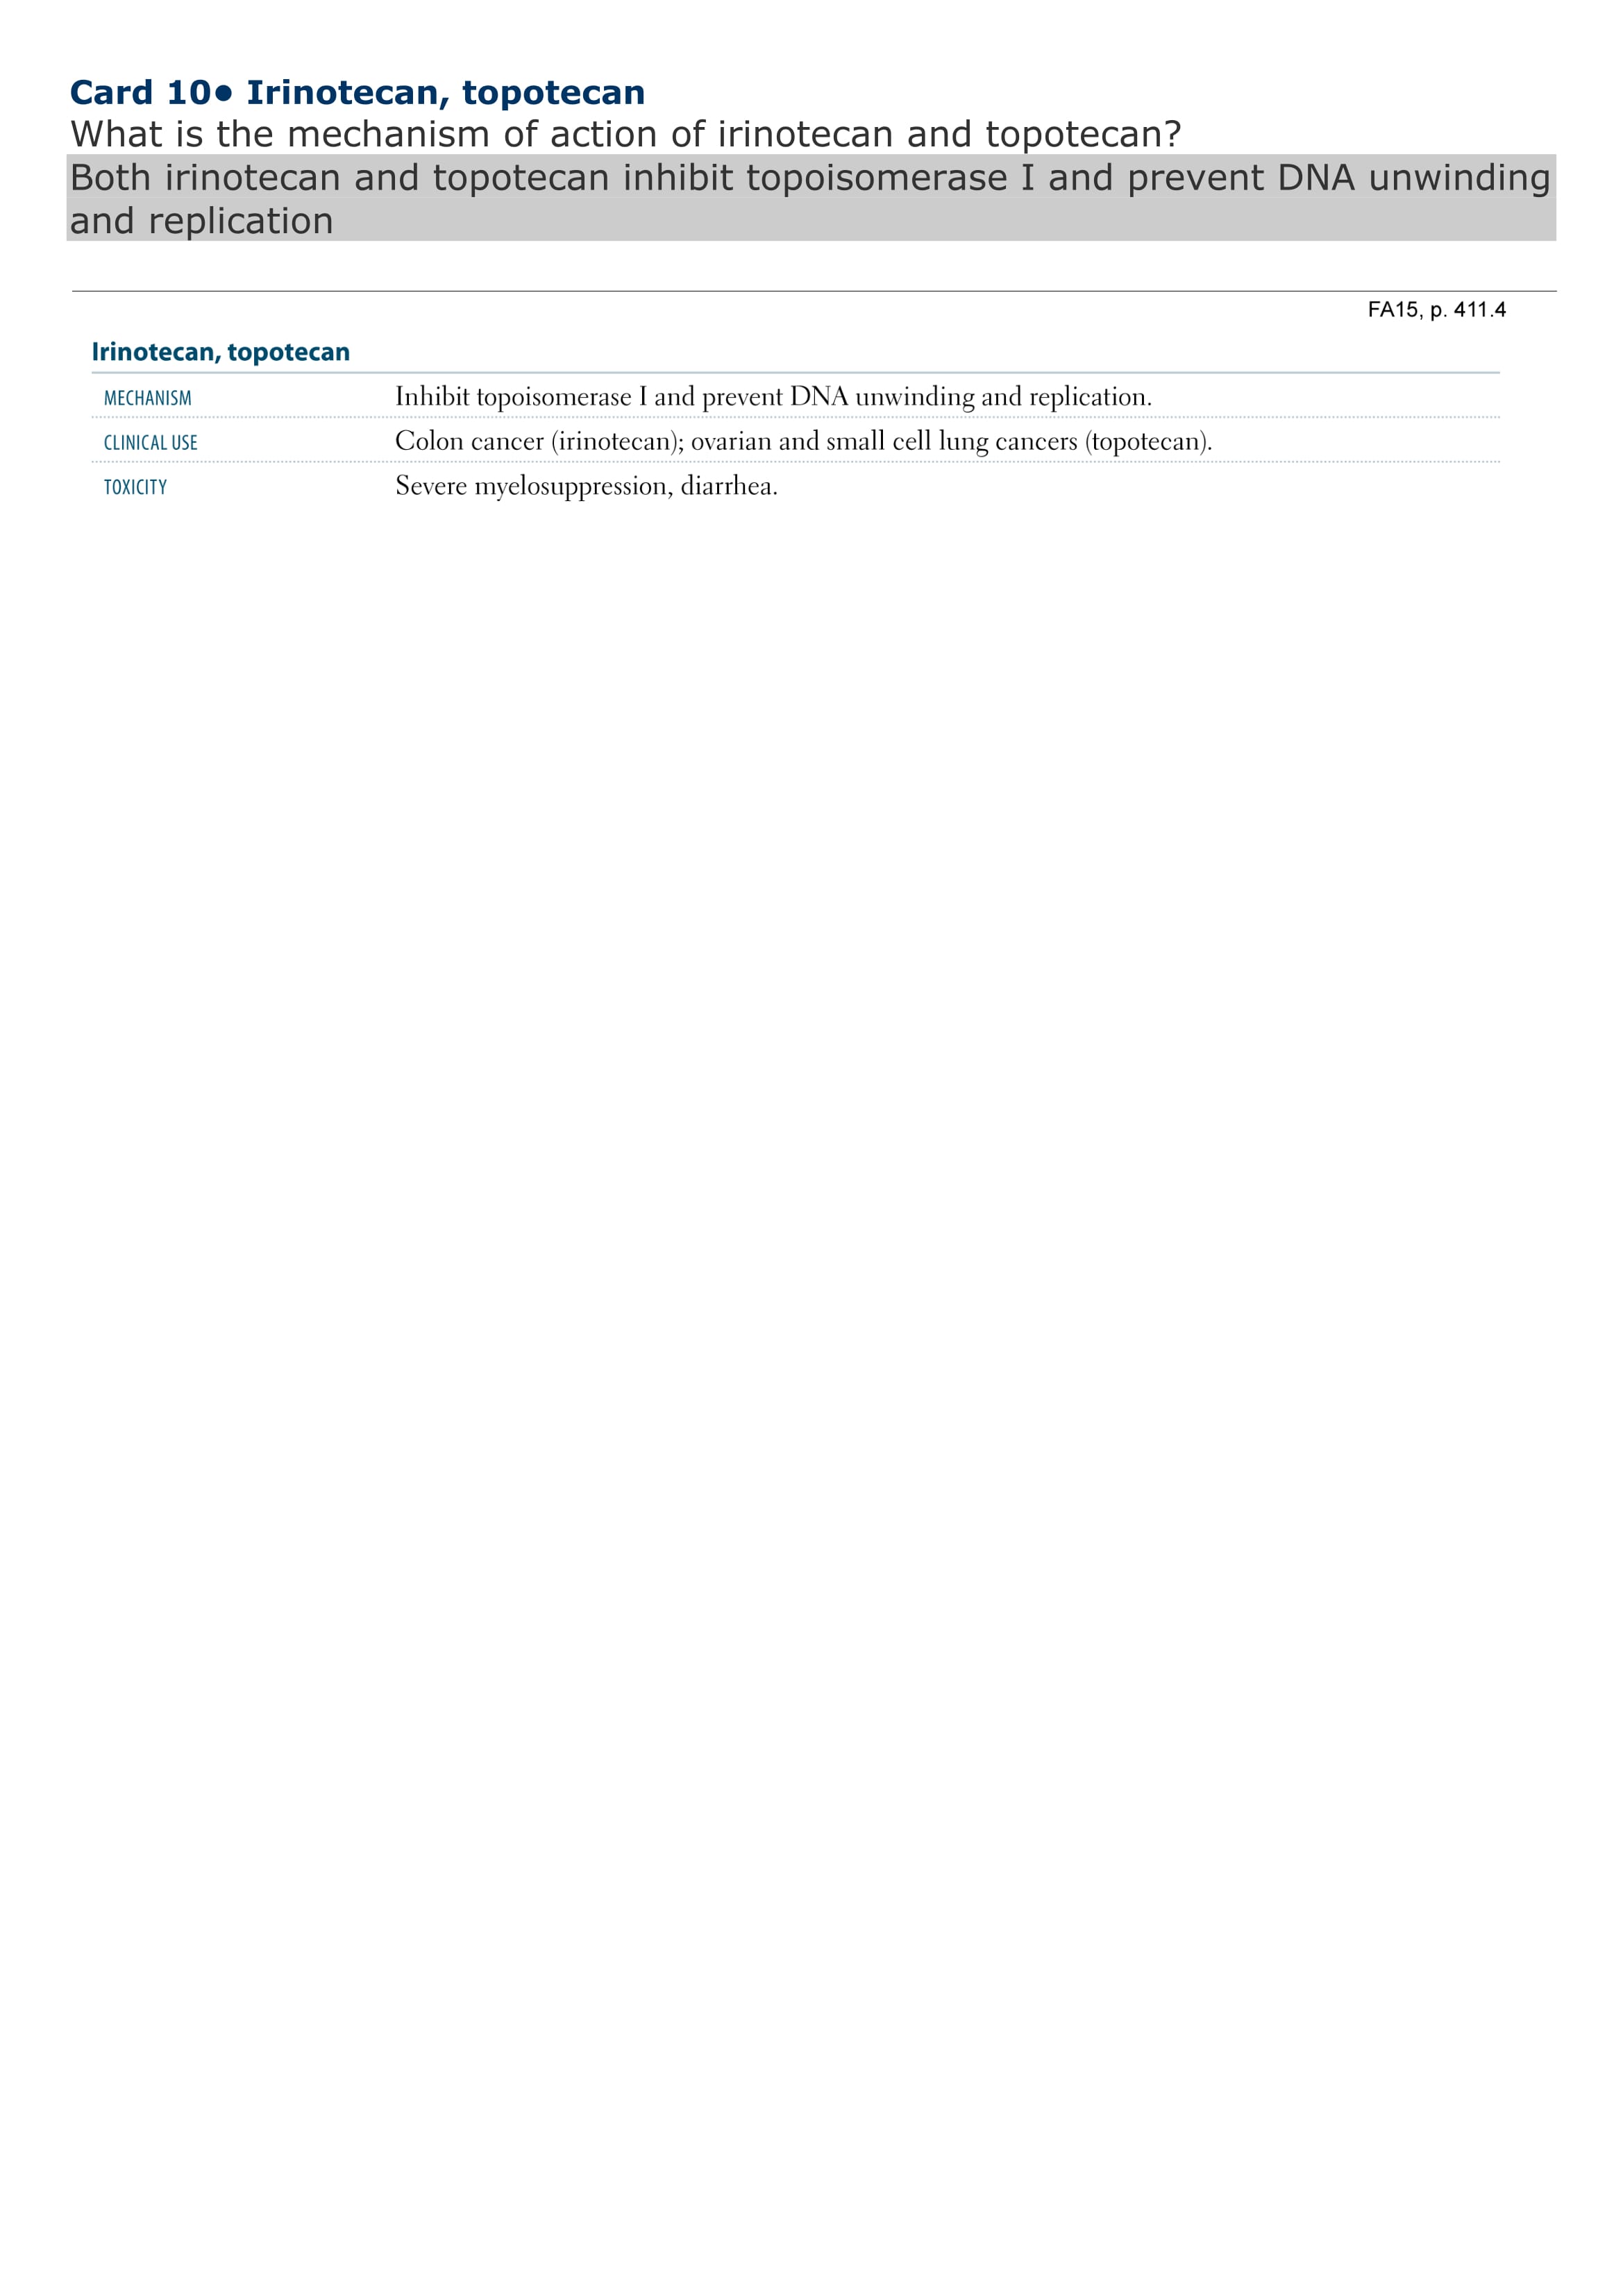 Card 10● Irinotecan, topotecan
What is the mechanism of action of irinotecan and topotecan?
Both irinotecan and topotecan inhibit topoisomerase I and prevent DNA unwinding
and replication
FA15, p. 411.4
Irinotecan, topotecan
MECHANISM Inhibit topoisomerase I and prevent DNA unwinding and replication.
CLINICAL USE Colon cancer (irinotecan); ovarian and small cell lung cancers (topotecan).
TOXICITY Severe myelosuppression, diarrhea.